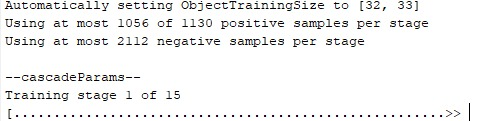 Automatically setting ObjectTrainingSize to [32, 33]
Using at most 1056 of 1130 positive samples per stage
Using at most 2112 negative samples per stage
--cascadeParams--
Training stage 1 of 15
[......................................................>>